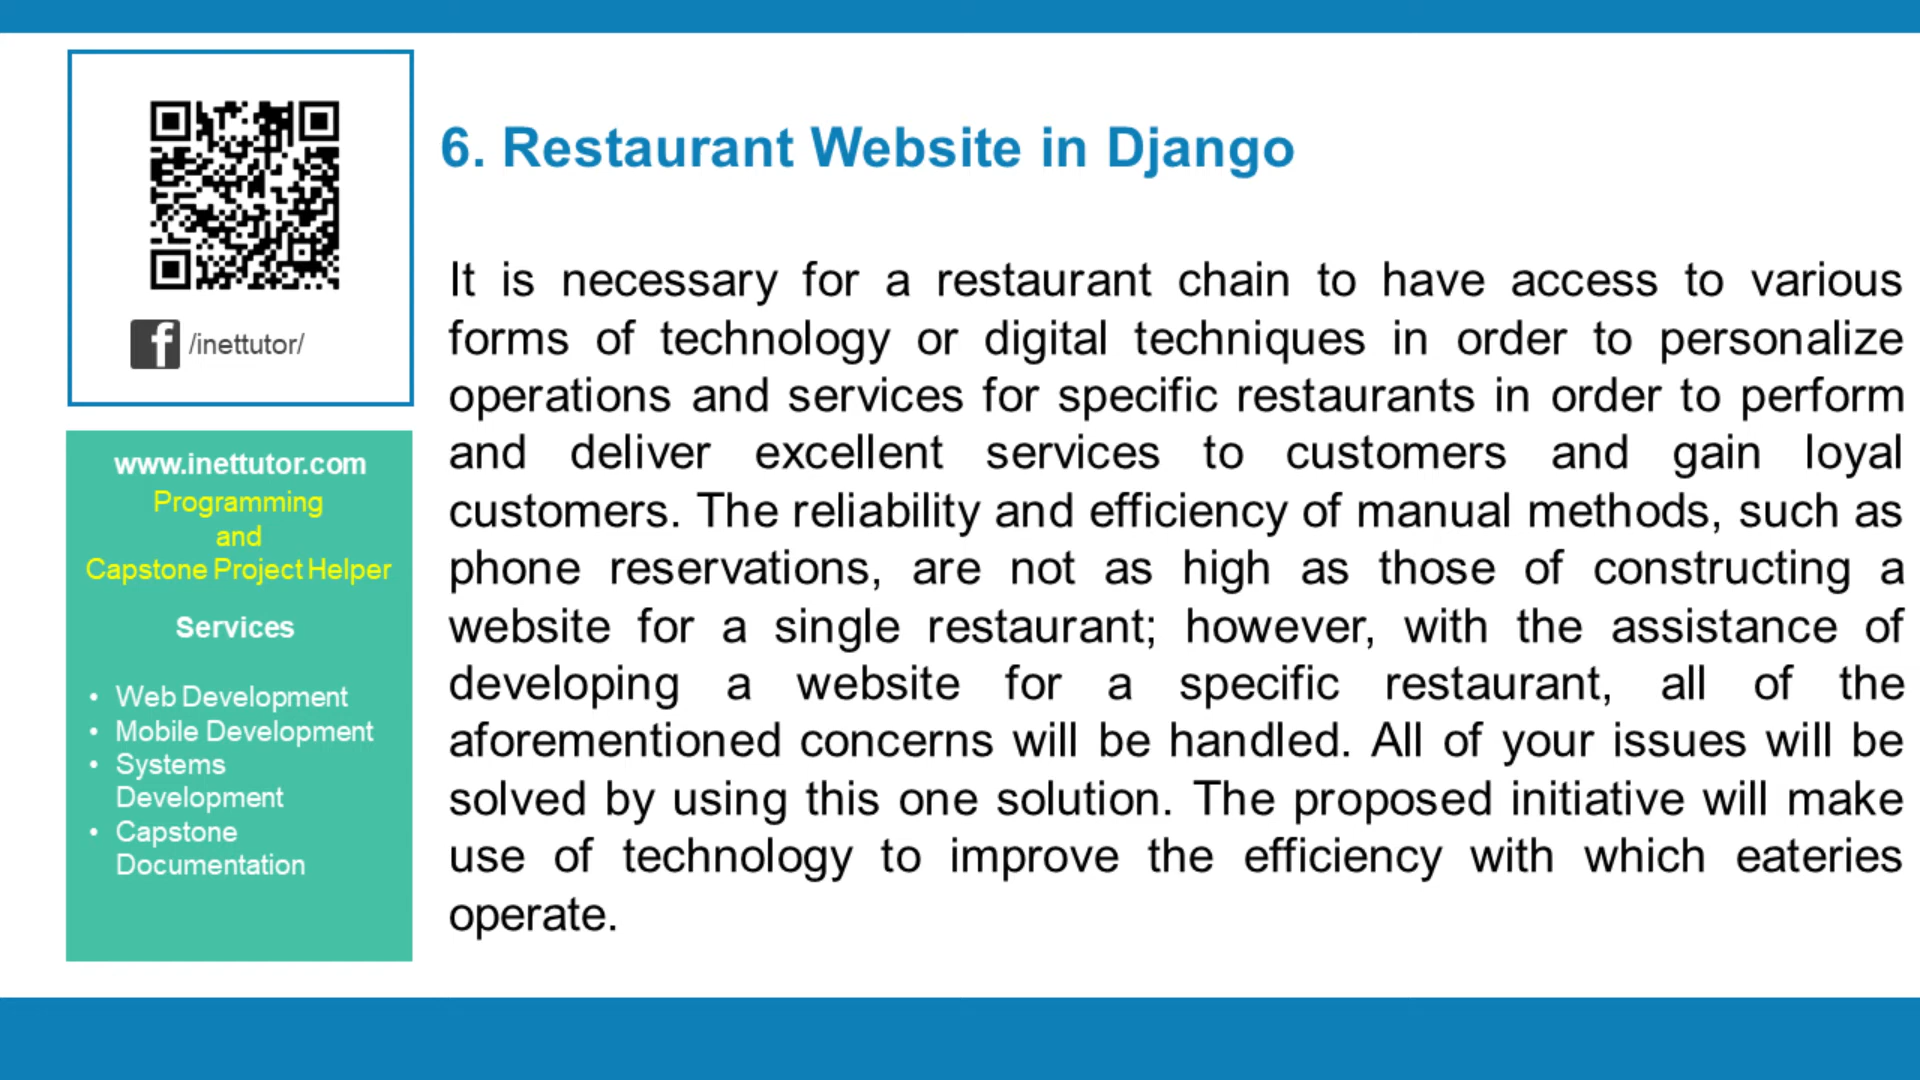 /inettutor/
www.inettutor.com
Programming
and
Capstone Project Helper
Services
• Web Development
• Mobile Development
• Systems
Development
• Capstone
Documentation
6. Restaurant Website in Django
It is necessary for a restaurant chain to have access to various
forms of technology or digital techniques in order to personalize
operations and services for specific restaurants in order to perform
and deliver excellent services to customers and gain loyal
customers. The reliability and efficiency of manual methods, such as
phone reservations, are not as high as those of constructing a
website for a single restaurant; however, with the assistance of
developing a website for a specific restaurant, all of the
aforementioned concerns will be handled. All of your issues will be
solved by using this one solution. The proposed initiative will make
use of technology to improve the efficiency with which eateries
operate.